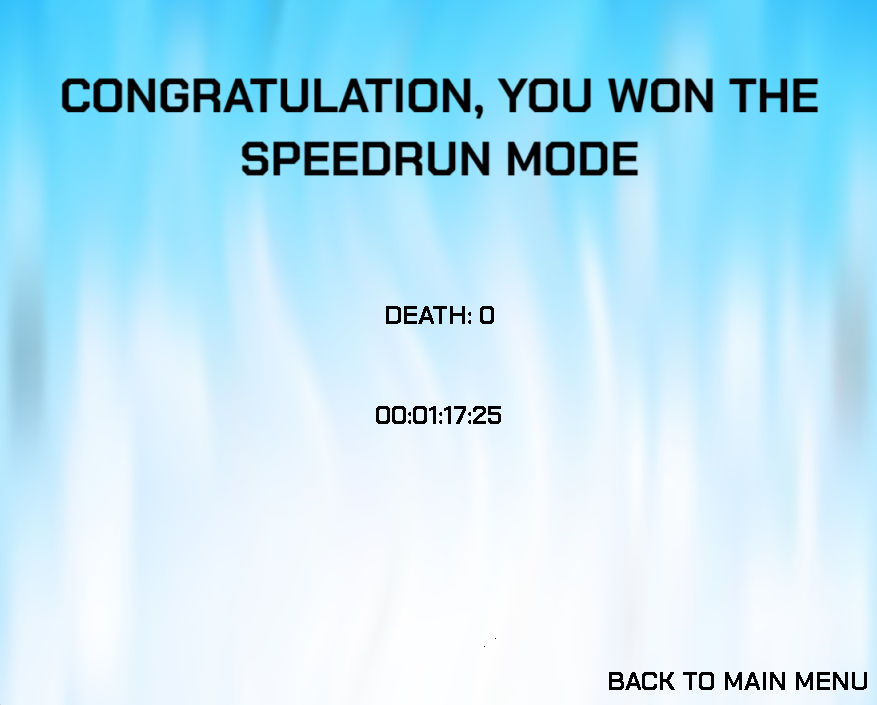 CONGRATULATION, YOU WON THE
SPEEDRUN MODE
DEATH: 0
00:01:17:25
BACK TO MAIN MENU